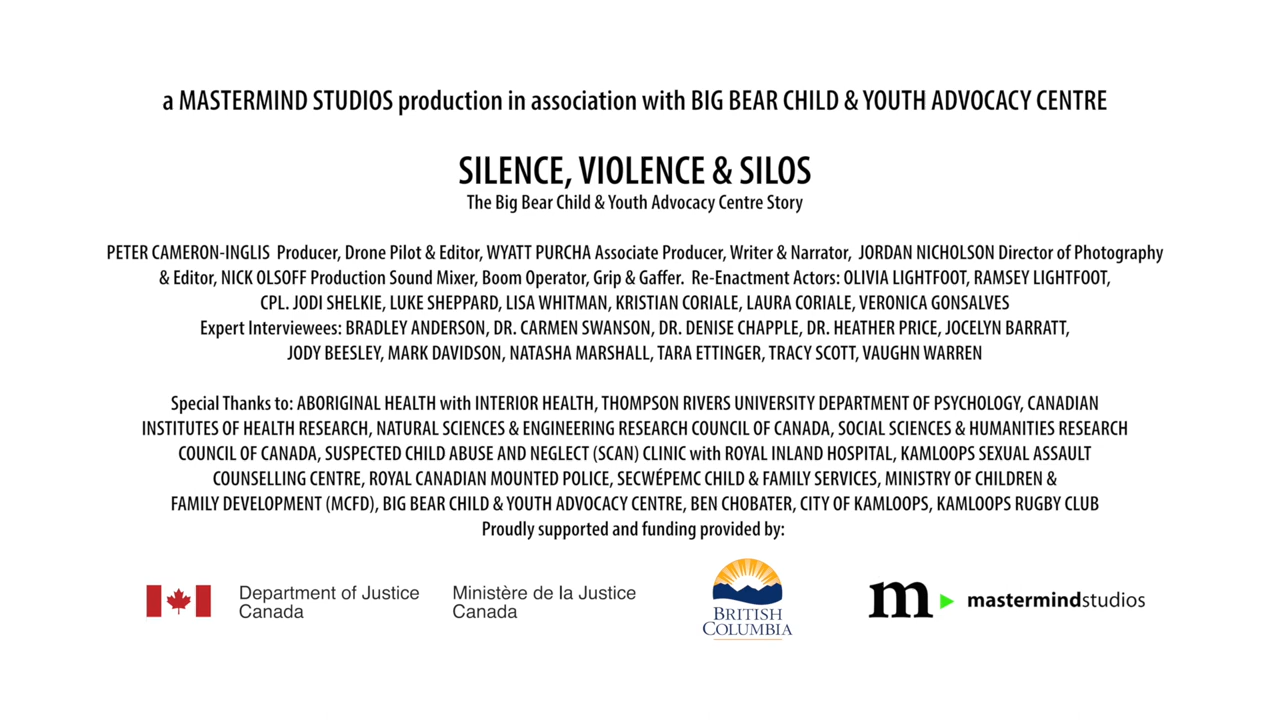 a MASTERMIND STUDIOS production in association with BIG BEAR CHILD & YOUTH ADVOCACY CENTRE
SILENCE, VIOLENCE & SILOS
The Big Bear Child & Youth Advocacy Centre Story
PETER CAMERON-INGLIS Producer, Drone Pilot & Editor, WYATT PURCHA Associate Producer, Writer & Narrator, JORDAN NICHOLSON Director of Photography
& Editor, NICK OLSOFF Production Sound Mixer, Boom Operator, Grip & Gaffer. Re-Enactment Actors: OLIVIA LIGHTFOOT, RAMSEY LIGHTFOOT,
CPL. JODI SHELKIE, LUKE SHEPPARD, LISA WHITMAN, KRISTIAN CORIALE, LAURA CORIALE, VERONICA GONSALVES
Expert Interviewees: BRADLEY ANDERSON, DR. CARMEN SWANSON, DR. DENISE CHAPPLE, DR. HEATHER PRICE, JOCELYN BARRATT,
JODY BEESLEY, MARK DAVIDSON, NATASHA MARSHALL, TARA ETTINGER, TRACY SCOTT, VAUGHN WARREN
Special Thanks to: ABORIGINAL HEALTH with INTERIOR HEALTH, THOMPSON RIVERS UNIVERSITY DEPARTMENT OF PSYCHOLOGY, CANADIAN
INSTITUTES OF HEALTH RESEARCH, NATURAL SCIENCES & ENGINEERING RESEARCH COUNCIL OF CANADA, SOCIAL SCIENCES & HUMANITIES RESEARCH
COUNCIL OF CANADA, SUSPECTED CHILD ABUSE AND NEGLECT (SCAN) CLINIC with ROYAL INLAND HOSPITAL, KAMLOOPS SEXUAL ASSAULT
COUNSELLING CENTRE, ROYAL CANADIAN MOUNTED POLICE, SECWÉPEMC CHILD & FAMILY SERVICES, MINISTRY OF CHILDREN &
FAMILY DEVELOPMENT (MCFD), BIG BEAR CHILD & YOUTH ADVOCACY CENTRE, BEN CHOBATER, CITY OF KAMLOOPS, KAMLOOPS RUGBY CLUB
Proudly supported and funding provided by:
Department of Justice
Canada
Ministère de la Justice
Canada
BRITISH
COLUMBIA
m mastermindstudios